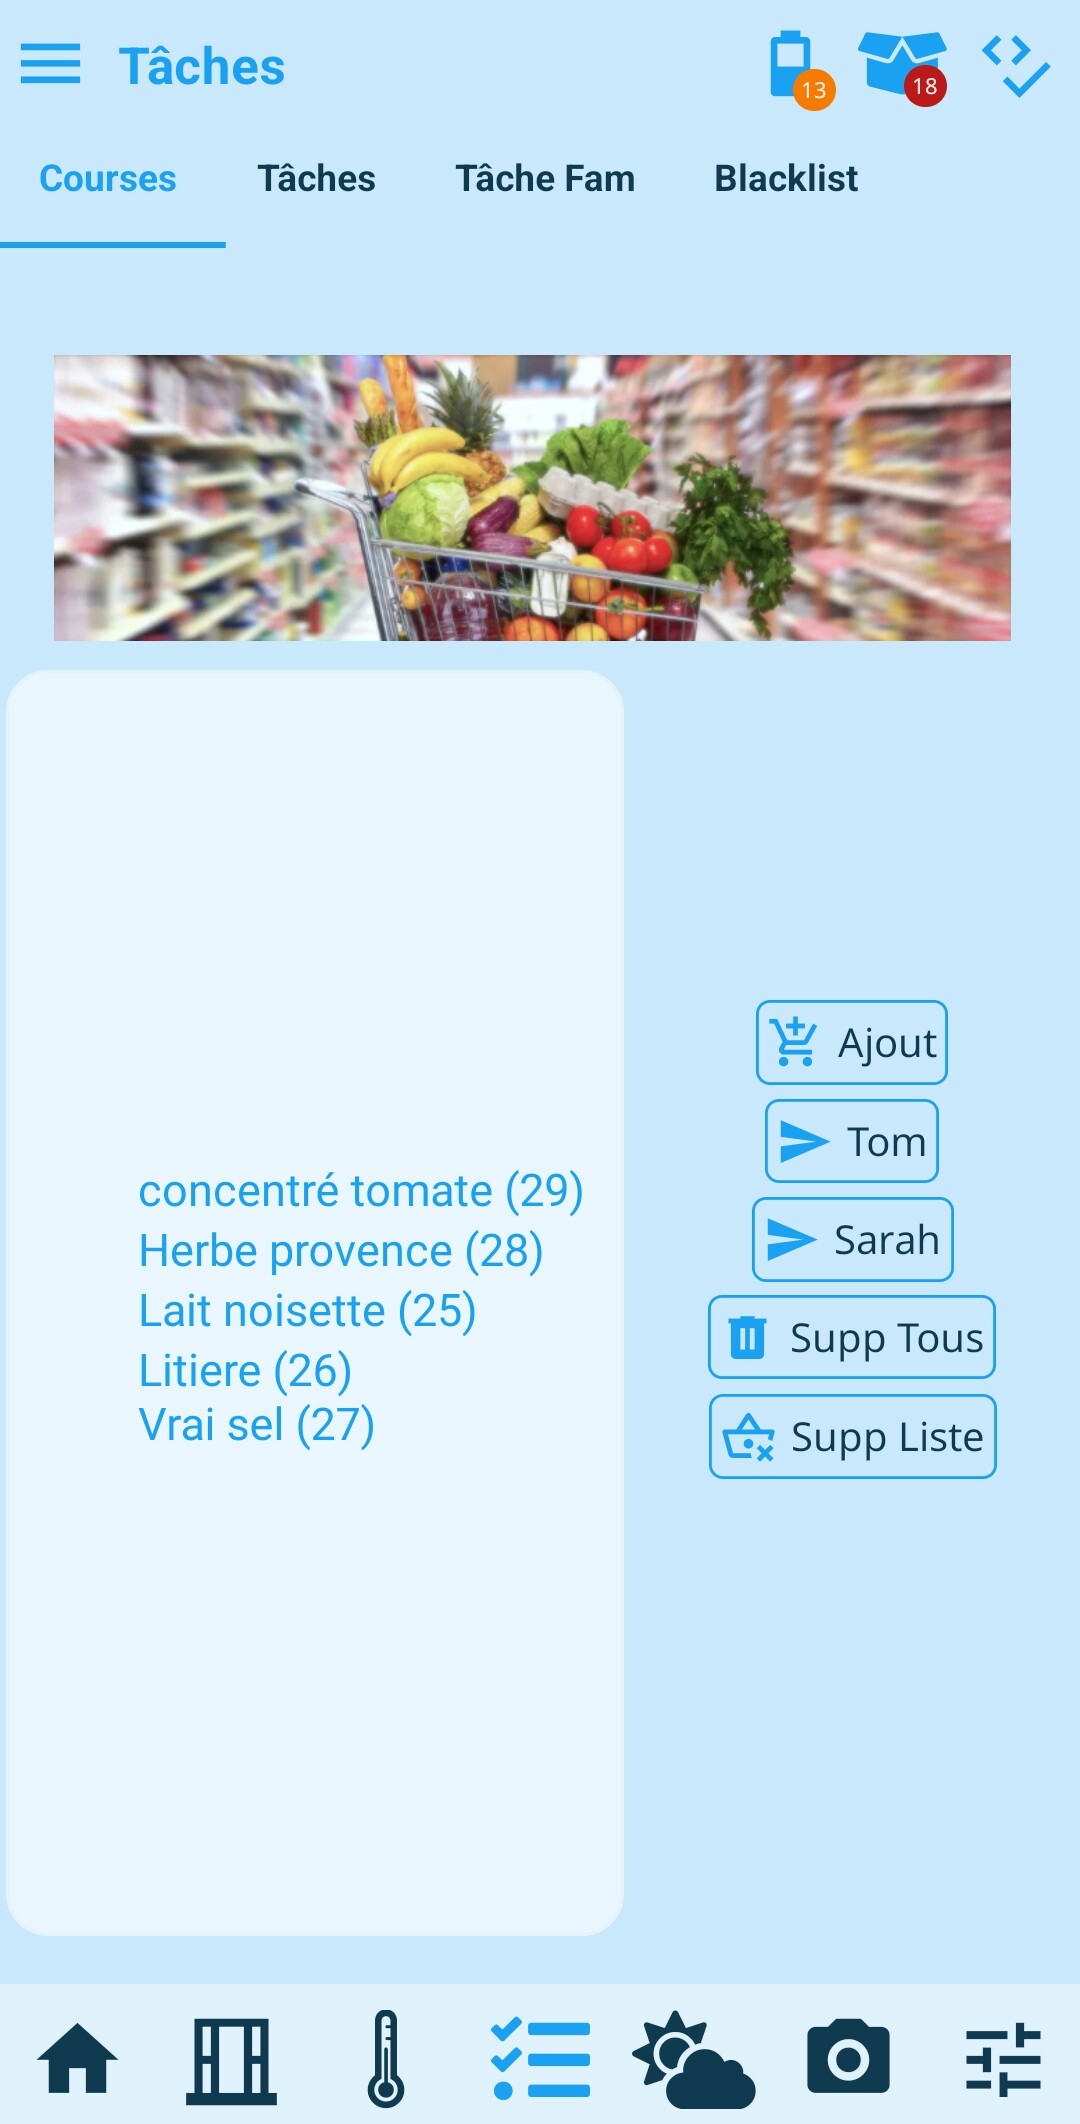 Tâches
13
18
Courses
Tâches
Tâche Fam
Blacklist
concentré tomate (29)
Herbe provence (28)
Lait noisette (25)
Litiere (26)
Vrai sel (27)
Ajout
Tom
Sarah
Supp Tous
Supp Liste